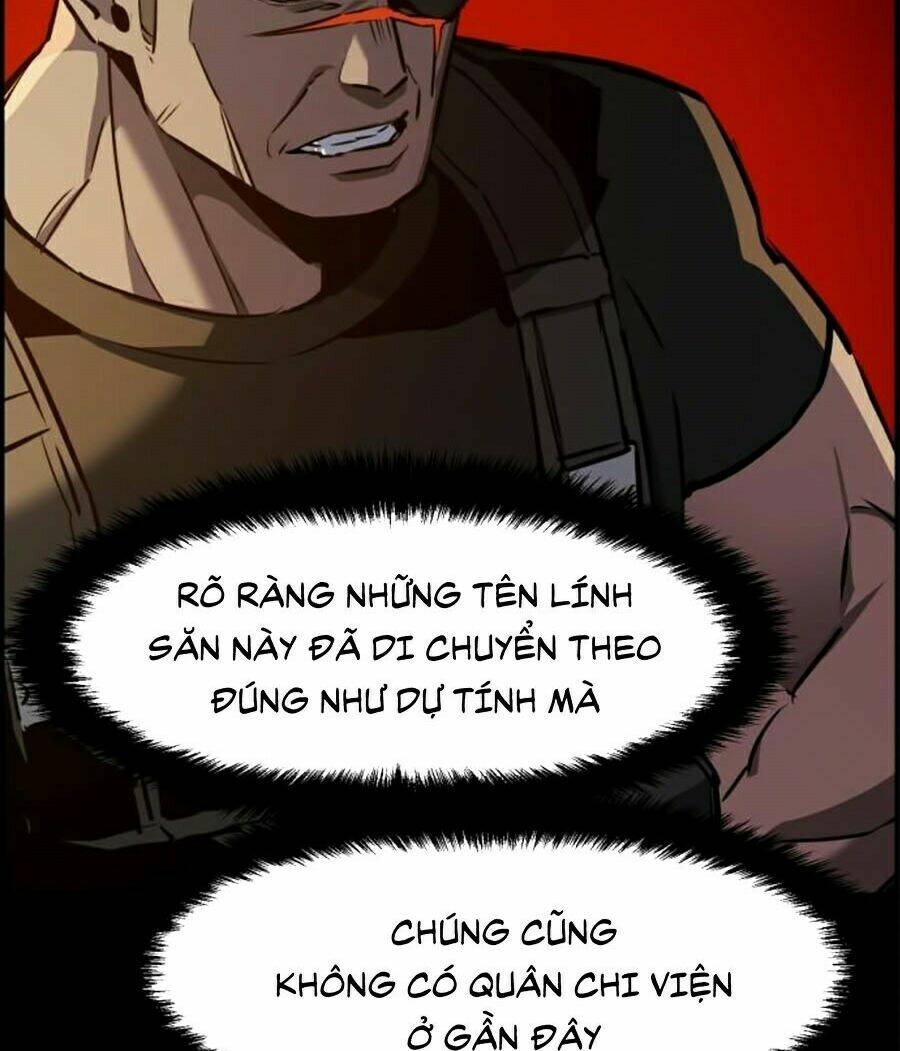 RÕ RÀNG NHỮNG TÊN LÍNH
SĂN NÀY ĐÃ DI CHUYỂN THEO
ĐÚNG NHƯ DỰ TÍNH MÀ
CHÚNG CŨNG
KHÔNG CÓ QUÂN CHI VIỆN
Ở GẦN ĐÂY